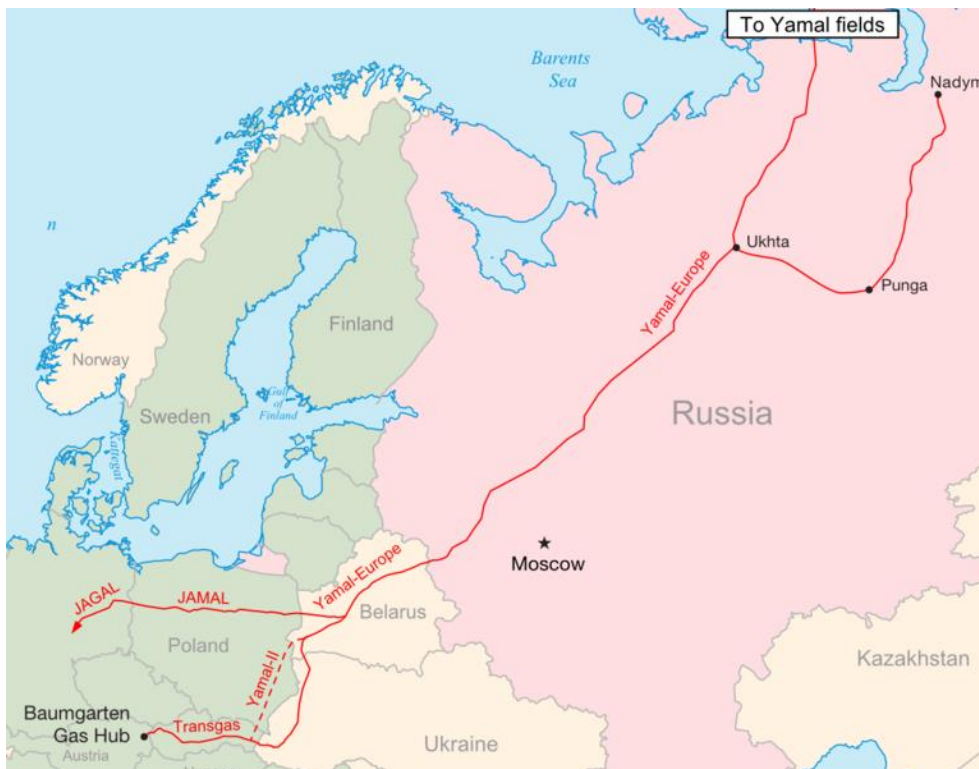 To Yamal fields
Barents
Sea
Nadym
n
Ukhta
Yamal-Europe
Punga
Finland
Norway
Russia
Gulf
of
Finland
Sweden
Kattegat
Moscow
Yamal-Europe
JAGAL
JAMAL
Belarus
Poland
Yamal-II
Kazakhstan
Baumgarten
Gas Hub
Transgas
Ukraine
Austria